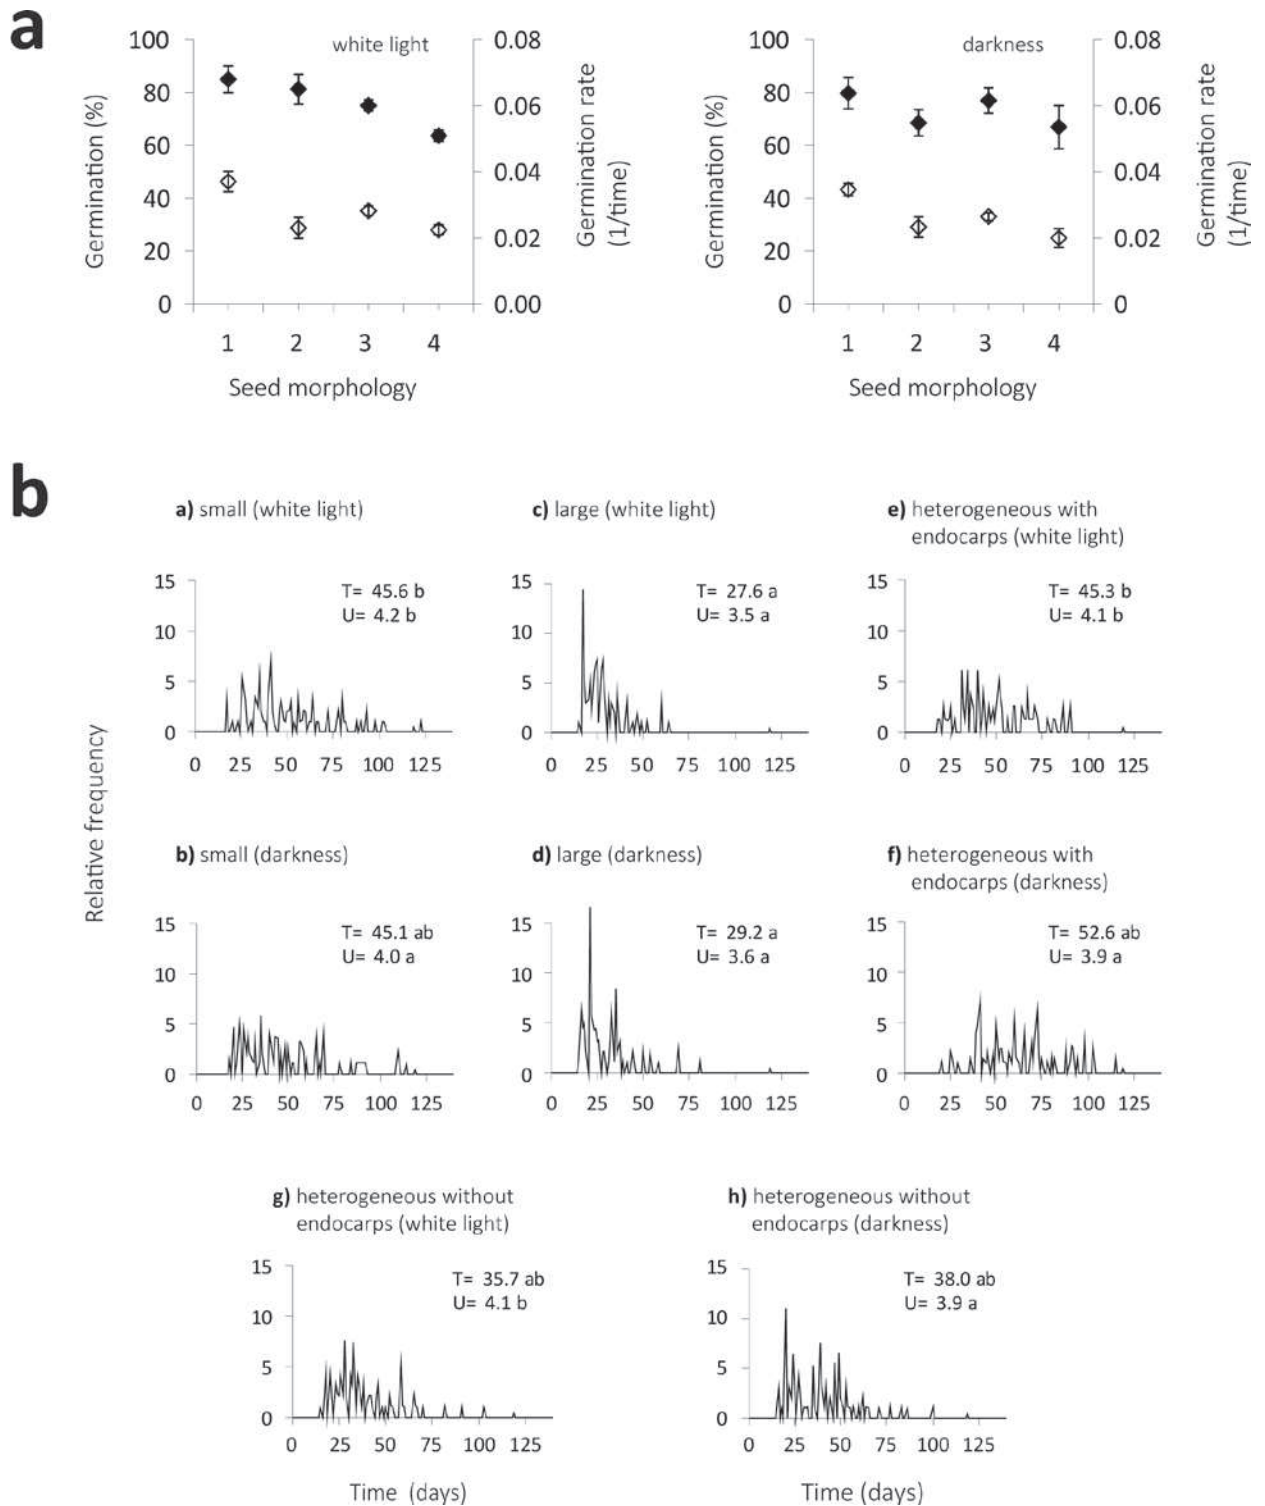 a
white light
100
80
60
40
20
0
Germination (%)
0.08
0.06
0.04
0.02
0.00
Germination rate
(1/time)
1 2 3 4
Seed morphology
darkness
100
80
60
40
20
0
Germination (%)
0.08
0.06
0.04
0.02
0
Germination rate
(1/time)
1 2 3 4
Seed morphology
b
Relative frequency
a) small (white light)
T= 45.6 b
U= 4.2 b
15
10
5
0
0 25 50 75 100 125
c) large (white light)
T= 27.6 a
U= 3.5 a
15
10
5
0
0 25 50 75 100 125
e) heterogeneous with
endocarps (white light)
T= 45.3 b
U= 4.1 b
15
10
5
0
0 25 50 75 100 125
b) small (darkness)
T= 45.1 ab
U= 4.0 a
15
10
5
0
0 25 50 75 100 125
d) large (darkness)
T= 29.2 a
U= 3.6 a
15
10
5
0
0 25 50 75 100 125
f) heterogeneous with
endocarps (darkness)
T= 52.6 ab
U= 3.9 a
15
10
5
0
0 25 50 75 100 125
g) heterogeneous without
endocarps (white light)
T= 35.7 ab
U= 4.1 b
15
10
5
0
0 25 50 75 100 125
Time (days)
h) heterogeneous without
endocarps (darkness)
T= 38.0 ab
U= 3.9 a
15
10
5
0
0 25 50 75 100 125
Time (days)